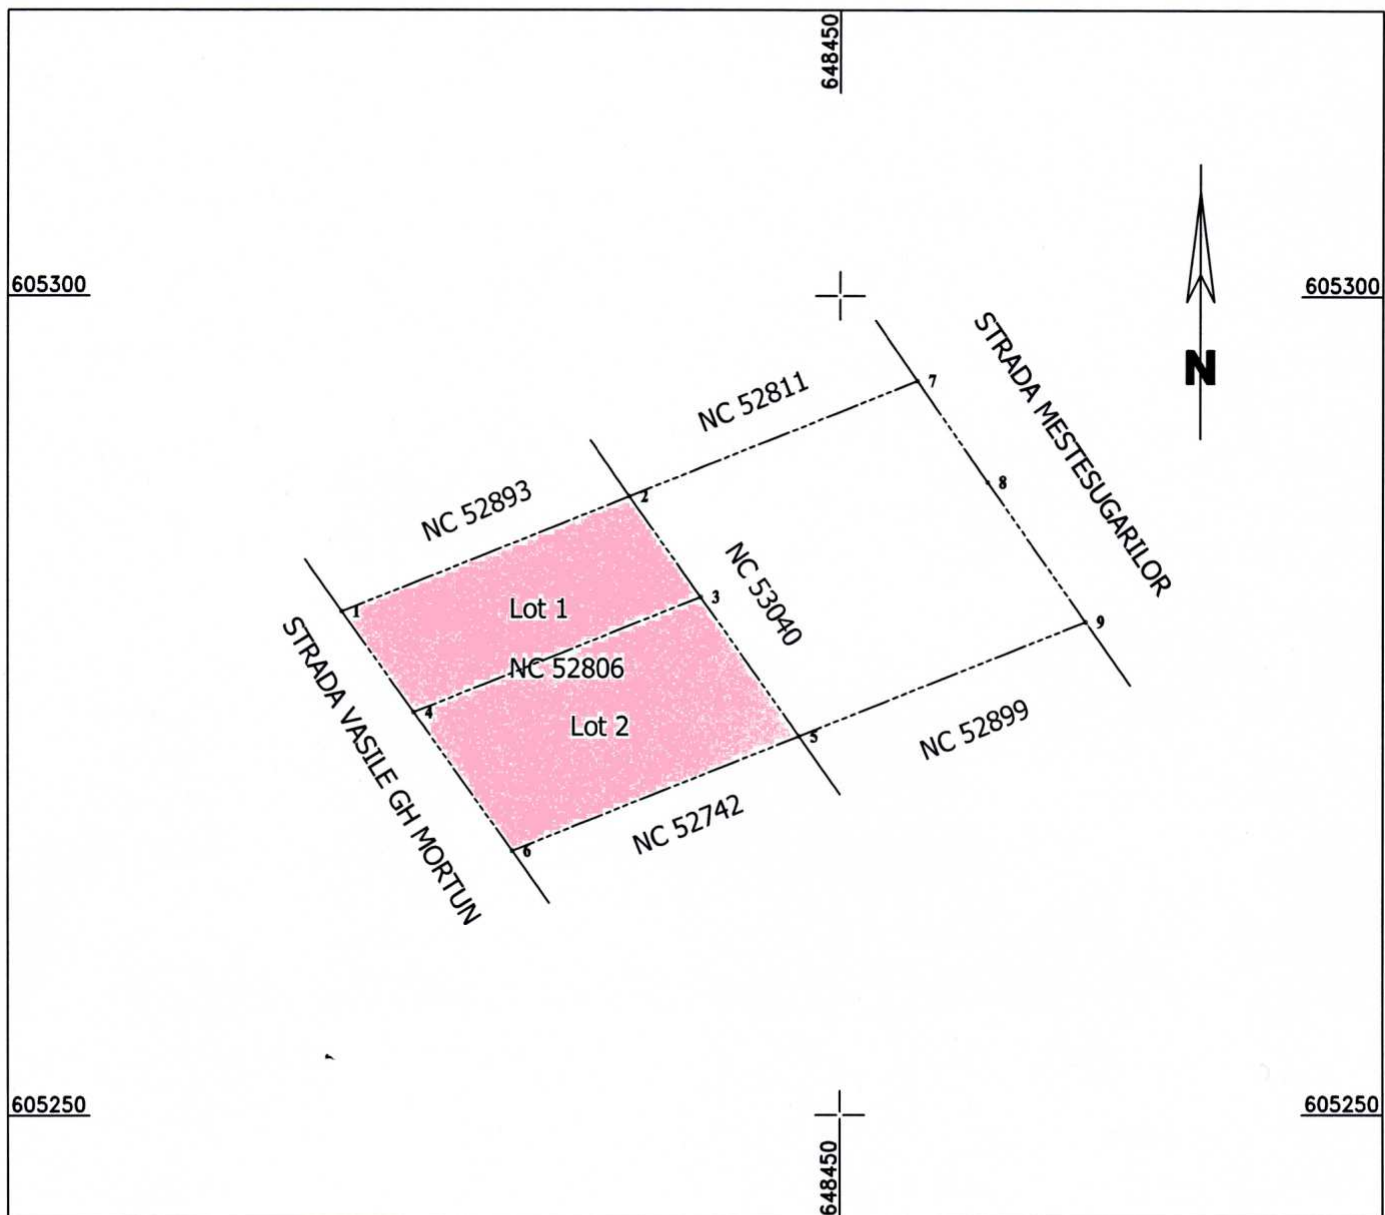 648450
605300
605300
N
STRADA MESTESUGARILOR
7
NC 52811
8
NC 52893
2
NC 53040
3
1
Lot 1
9
STRADA VASILE GH MORTUN
NC 52806
4
Lot 2
5
NC 52899
NC 52742
6
605250
605250
648450